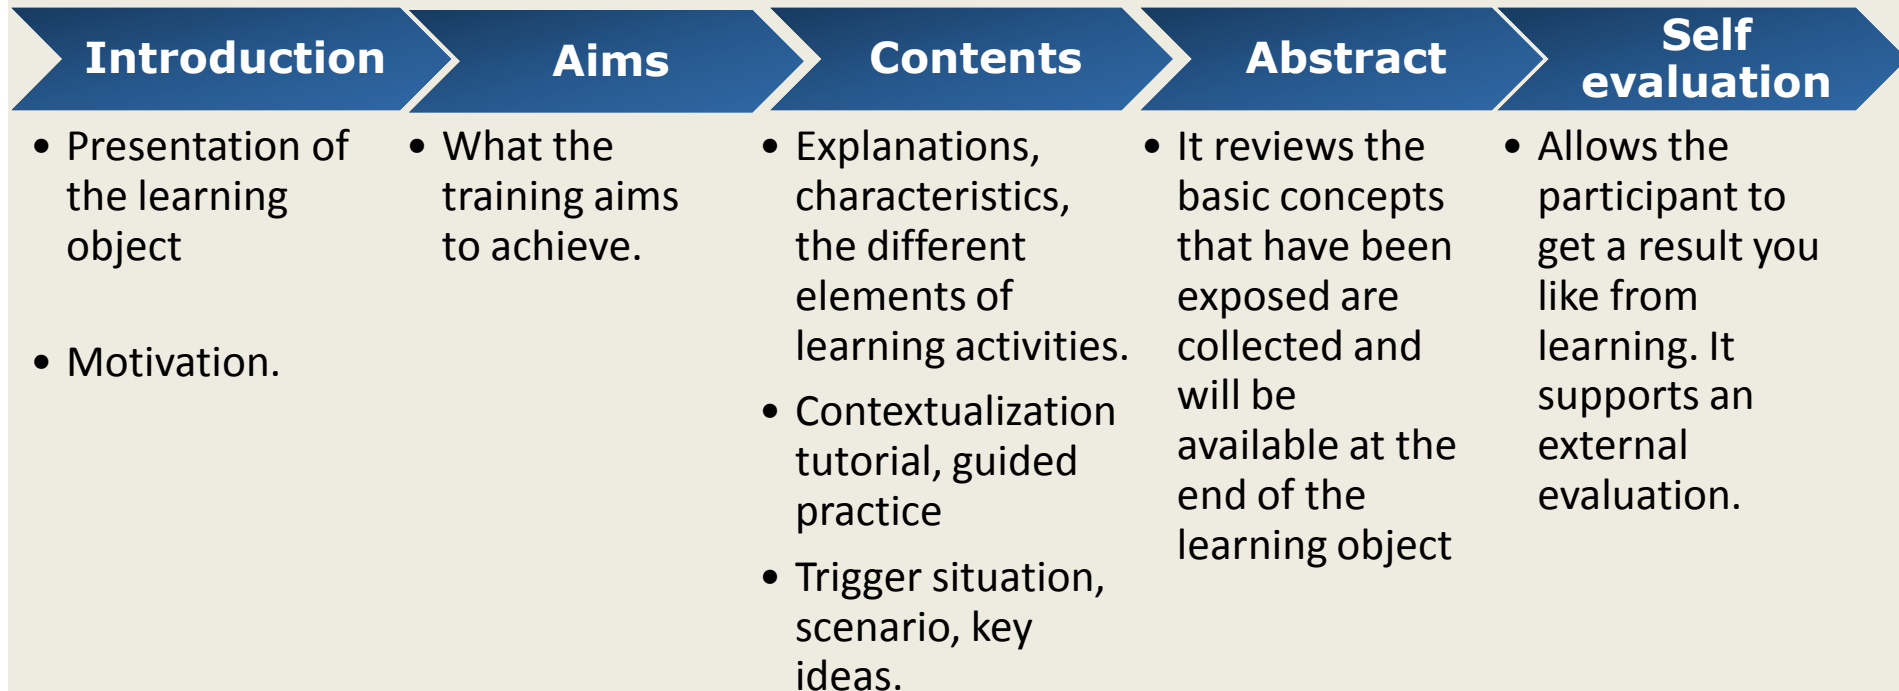 Introduction
Aims
Contents
Abstract
Self
evaluation
• Presentation of
the learning
object
• Motivation.
• What the
training aims
to achieve.
• Explanations,
characteristics,
the different
elements of
learning activities.
• Contextualization
tutorial, guided
practice
• Trigger situation,
scenario, key
ideas.
• It reviews the
basic concepts
that have been
exposed are
collected and
will be
available at the
end of the
learning object
• Allows the
participant to
get a result you
like from
learning. It
supports an
external
evaluation.